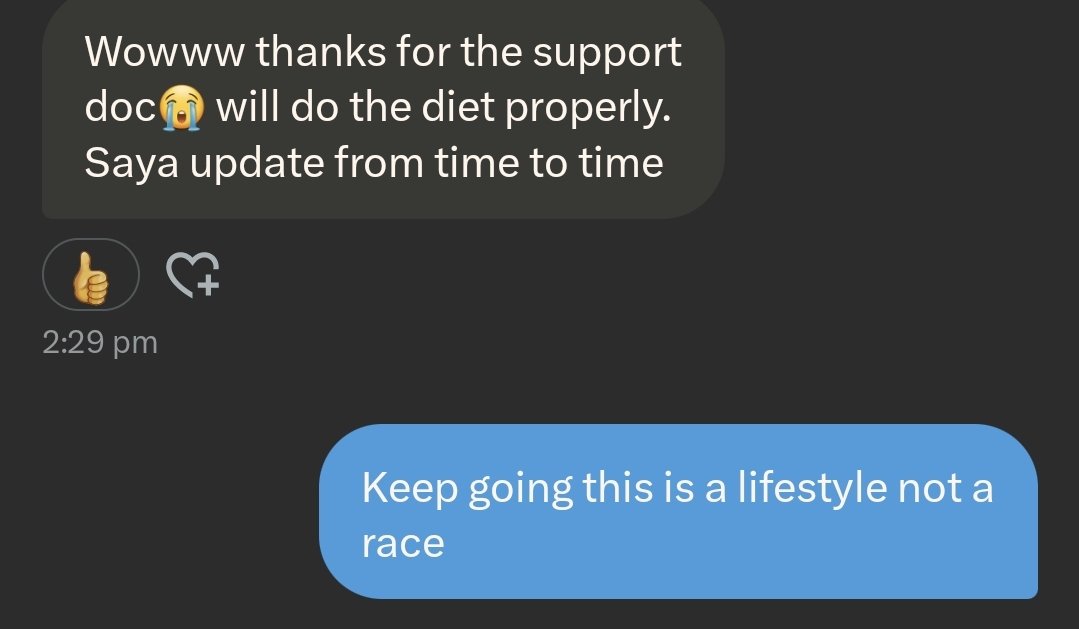 Wowww thanks for the support
doc😭 will do the diet properly.
Saya update from time to time
👍
2:29 pm
Keep going this is a lifestyle not a
race